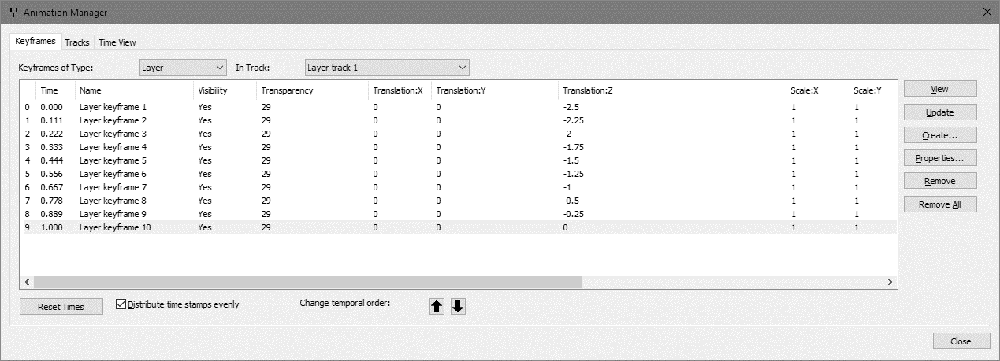 Animation Manager
Keyframes Tracks Time View
Keyframes of Type: Layer In Track: Layer track 1
Time Name Visibility Transparency Translation:X Translation:Y Translation:Z Scale:X Scale:Y
0 0.000 Layer keyframe 1 Yes 29 0 0 -2.5 1 1
1 0.111 Layer keyframe 2 Yes 29 0 0 -2.25 1 1
2 0.222 Layer keyframe 3 Yes 29 0 0 -2 1 1
3 0.333 Layer keyframe 4 Yes 29 0 0 -1.75 1 1
4 0.444 Layer keyframe 5 Yes 29 0 0 -1.5 1 1
5 0.556 Layer keyframe 6 Yes 29 0 0 -1.25 1 1
6 0.667 Layer keyframe 7 Yes 29 0 0 -1 1 1
7 0.778 Layer keyframe 8 Yes 29 0 0 -0.5 1 1
8 0.889 Layer keyframe 9 Yes 29 0 0 -0.25 1 1
9 1.000 Layer keyframe 10 Yes 29 0 0 0 1 1
View
Update
Create...
Properties...
Remove
Remove All
Reset Times Distribute time stamps evenly Change temporal order:
Close